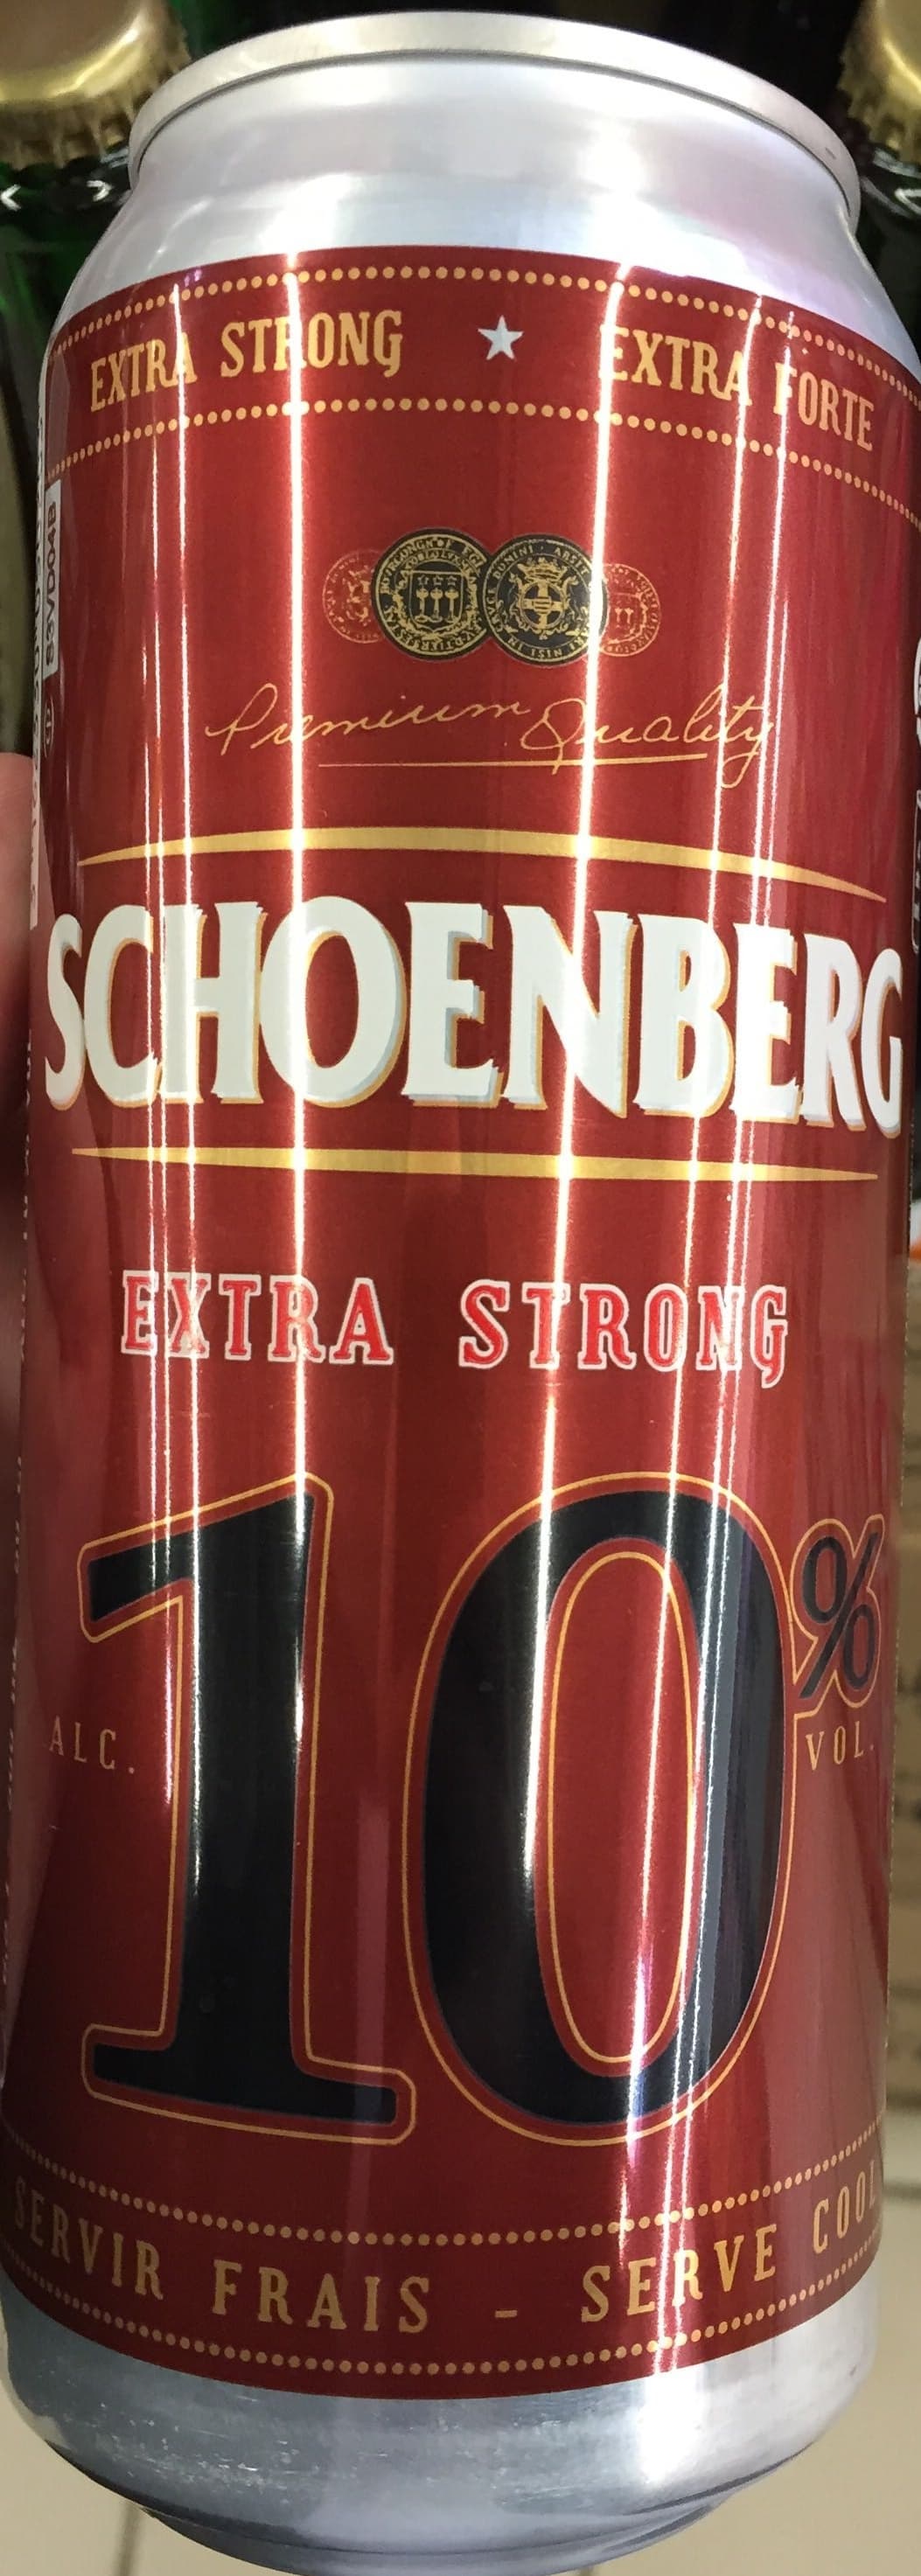 EXTRA STRONG ★ EXTRA FORTE
Premium Quality
SCHOENBERG
EXTRA STRONG
10%
ALC. VOL.
SERVIR FRAIS - SERVE COOL